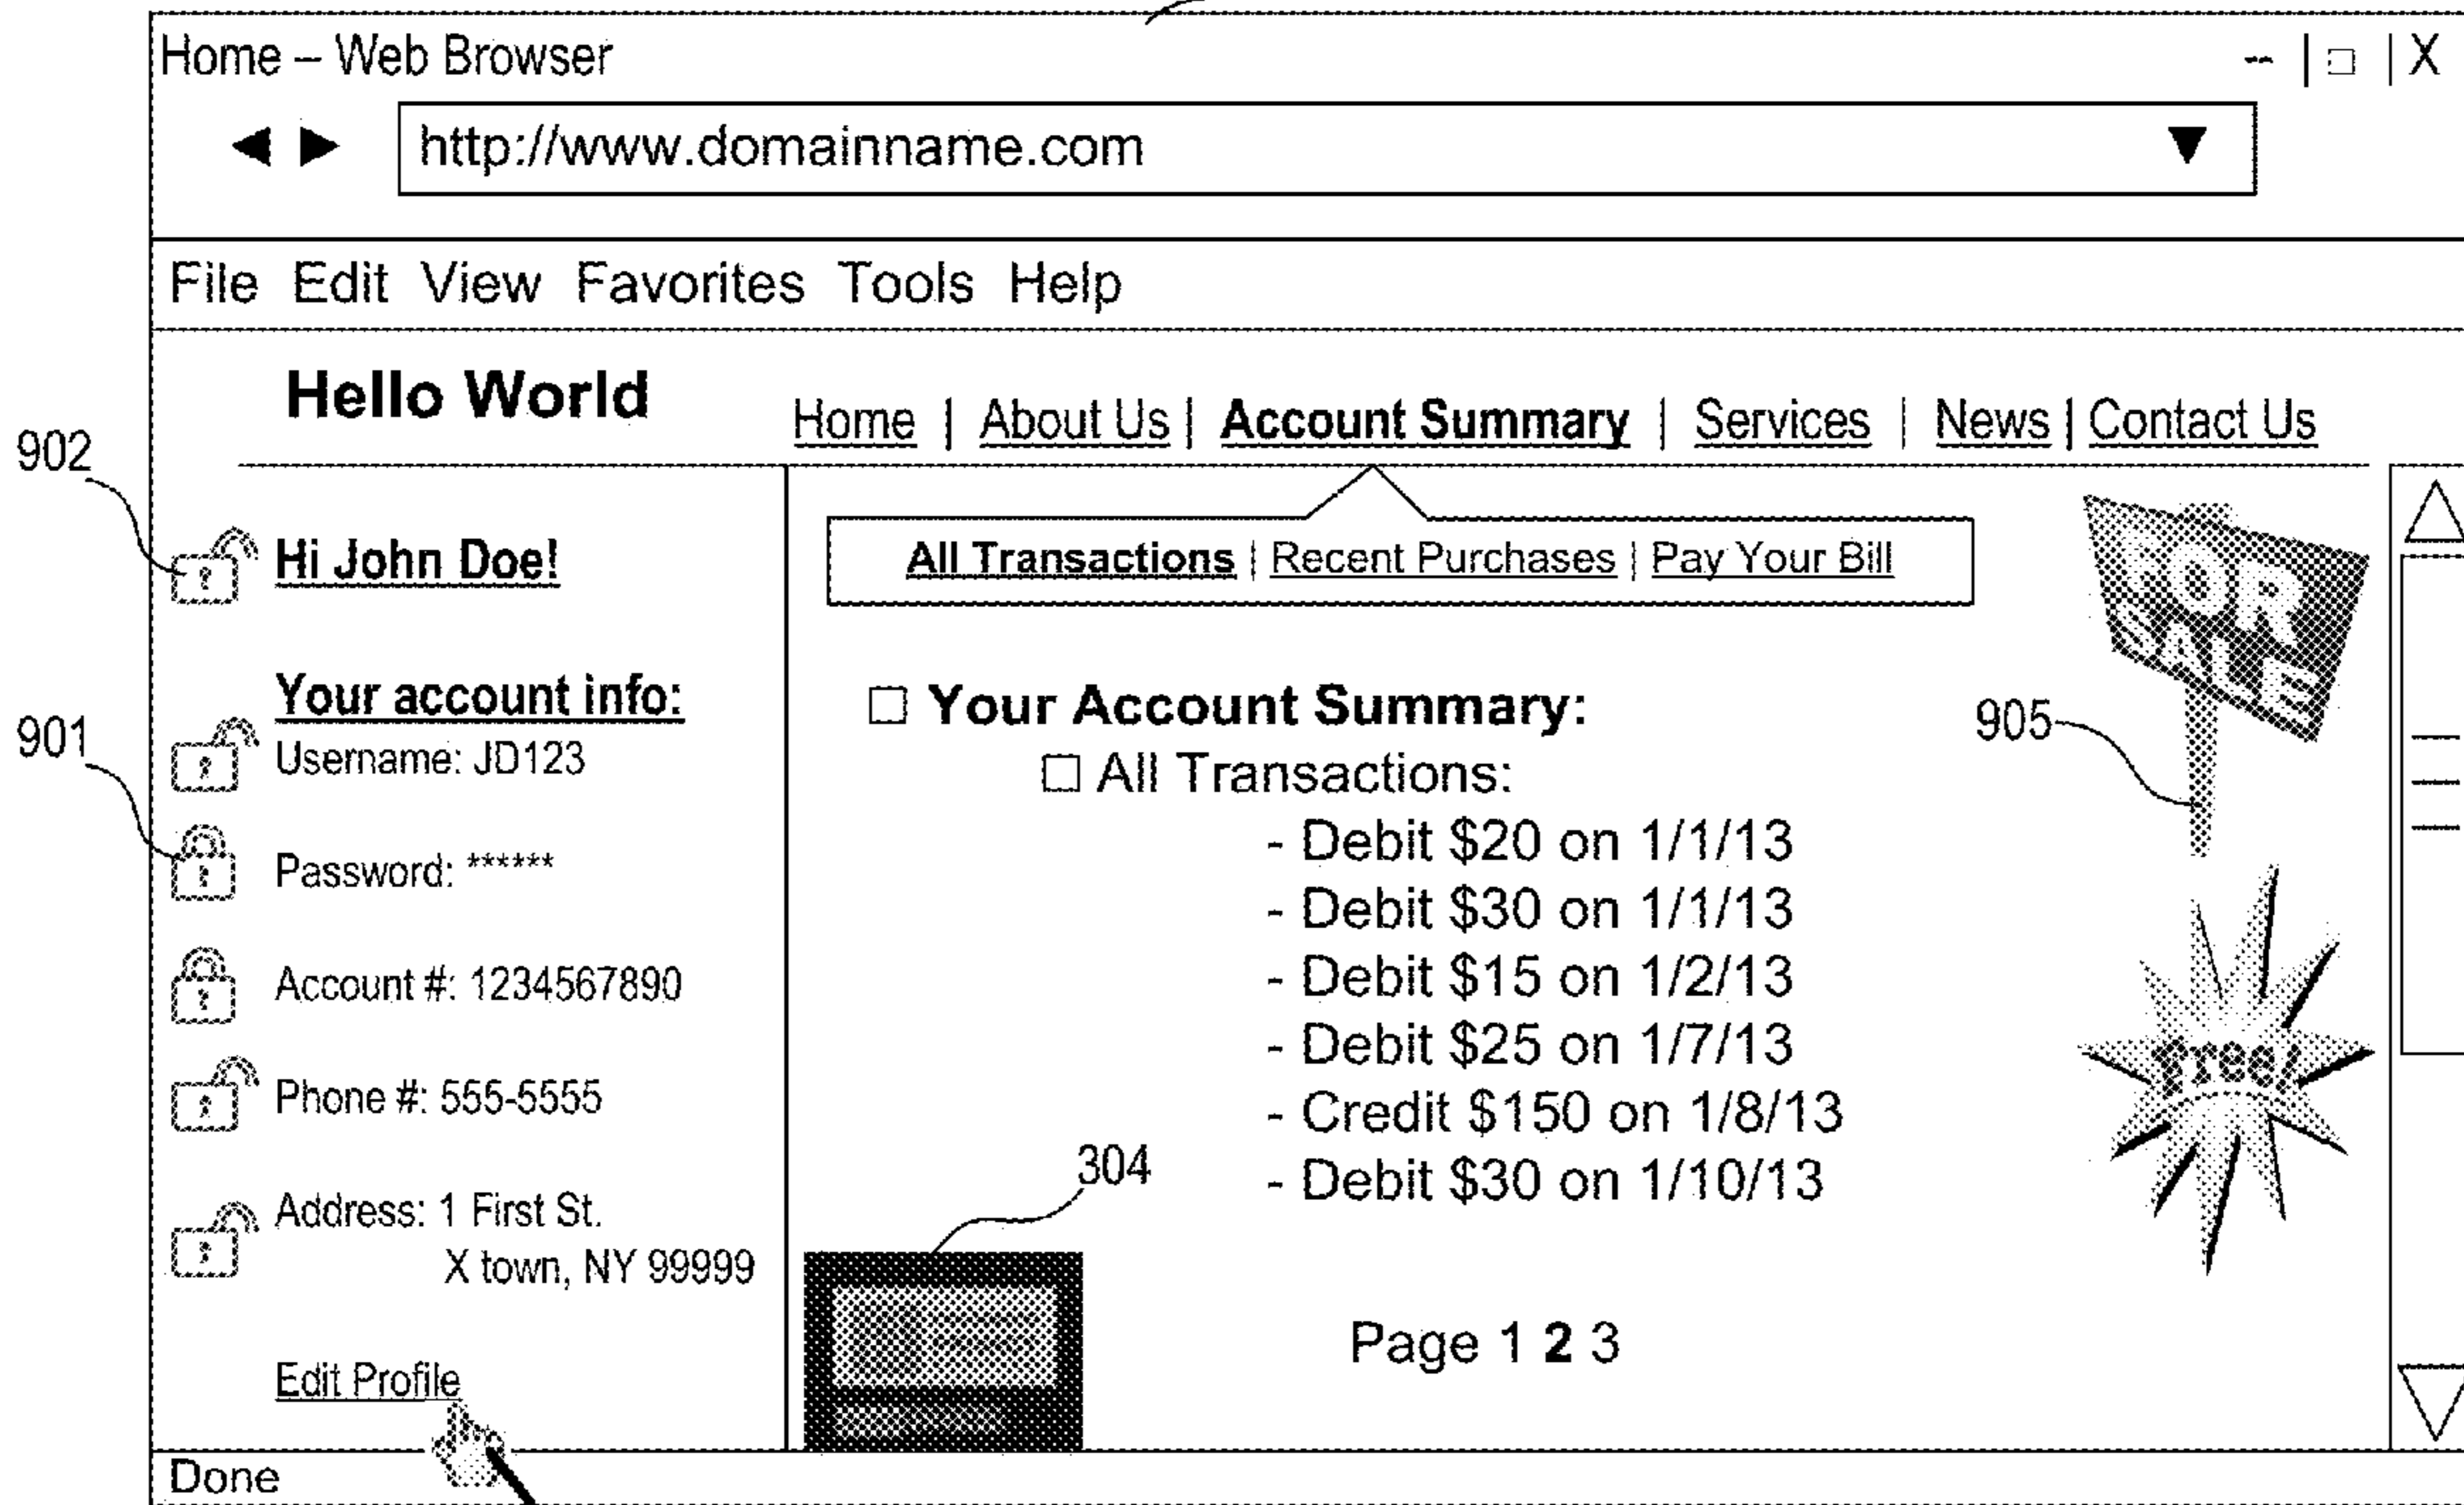 Home – Web Browser -- | □ | X
◀ ▶ http://www.domainname.com ▼
File Edit View Favorites Tools Help
Hello World
Home | About Us | Account Summary | Services | News | Contact Us
902
Hi John Doe!
All Transactions | Recent Purchases | Pay Your Bill
FOR
SALE
Your account info:
901
Username: JD123
Password: ******
Account #: 1234567890
Phone #: 555-5555
Address: 1 First St.
X town, NY 99999
Edit Profile
□ Your Account Summary:
905
□ All Transactions:
- Debit $20 on 1/1/13
- Debit $30 on 1/1/13
- Debit $15 on 1/2/13
- Debit $25 on 1/7/13
- Credit $150 on 1/8/13
- Debit $30 on 1/10/13
Free!
304
Page 1 2 3
Done